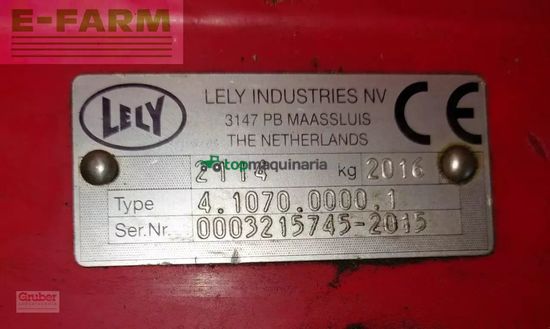 E-FARM
LELY
LELY INDUSTRIES NV
3147 PB MAASSLUIS
THE NETHERLANDS
CE
topmaquinaria
kg 2016
Type 4.1070.0000.1
Ser.Nr. 0003215745-2015
Gruber